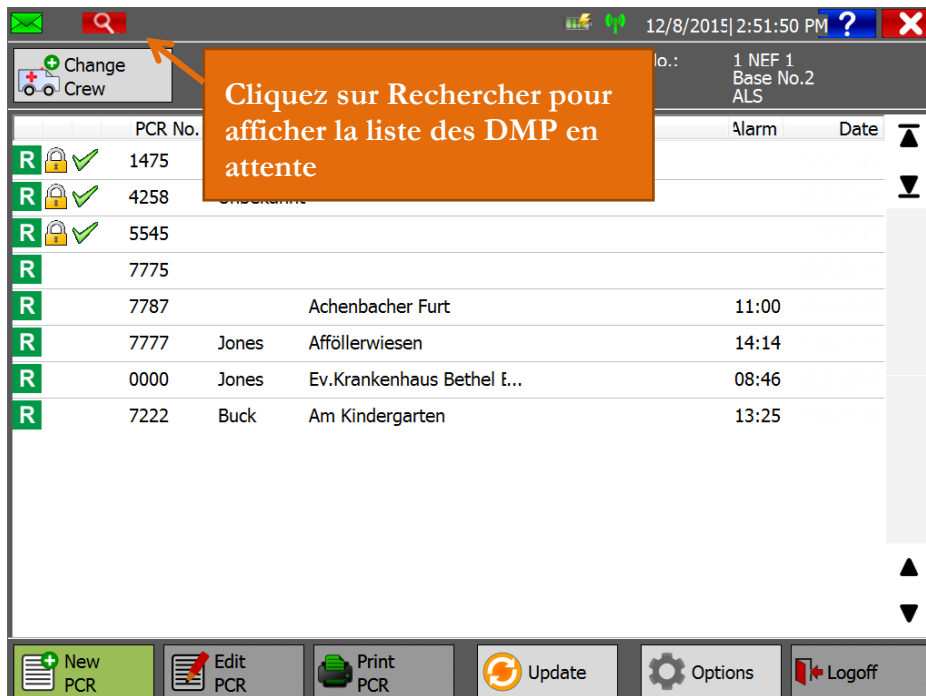 12/8/2015| 2:51:50 PM ?
Change
Crew
Cliquez sur Rechercher pour
afficher la liste des DMP en
attente
lo.: 1 NEF 1
Base No.2
ALS
PCR No. Alarm Date
R 1475
R 4258 Unbekannt
R 5545
R 7775
R 7787 Achenbacher Furt 11:00
R 7777 Jones Afföllerwiesen 14:14
R 0000 Jones Ev.Krankenhaus Bethel E... 08:46
R 7222 Buck Am Kindergarten 13:25
New
PCR
Edit
PCR
Print
PCR
Update
Options
Logoff